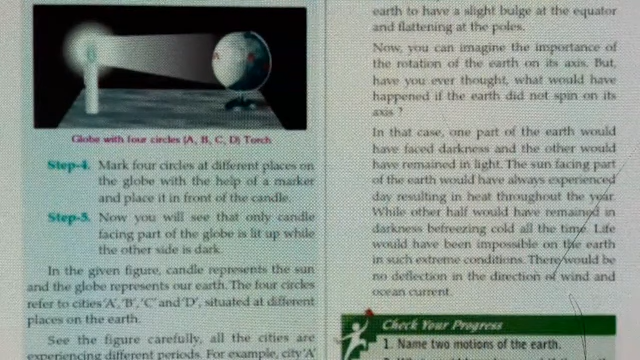 Globe with four circles (A, B, C, D) Torch
Step-4. Mark four circles at different places on
the globe with the help of a marker
and place it in front of the candle.
Step-5. Now you will see that only candle
facing part of the globe is lit up while
the other side is dark.
In the given figure, candle represents the sun
and the globe represents our earth. The four circles
refer to cities 'A', 'B', 'C' and 'D', situated at different
places on the earth.
See the figure carefully, all the cities are
experiencing different periods. For example, city 'A'
earth to have a slight bulge at the equator
and flattening at the poles.
Now, you can imagine the importance of
the rotation of the earth on its axis. But,
have you ever thought, what would have
happened if the earth did not spin on its
axis ?
In that case, one part of the earth would
have faced darkness and the other would
have remained in light. The sun facing part
of the earth would have always experienced
day resulting in heat throughout the year.
While other half would have remained in
darkness befreezing cold all the time. Life
would have been impossible on the earth
in such extreme conditions. There would be
no deflection in the direction of wind and
ocean current.
Check Your Progress
1. Name two motions of the earth.